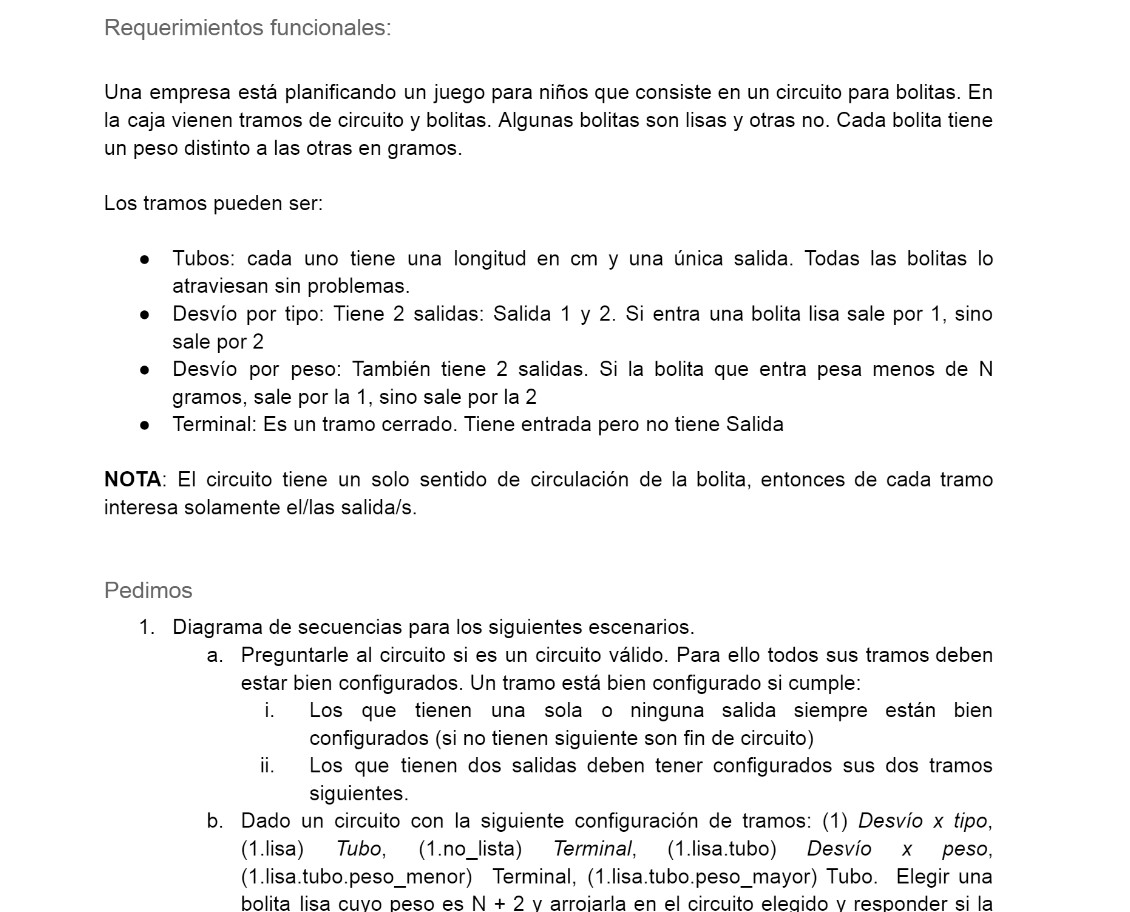 Requerimientos funcionales:
Una empresa está planificando un juego para niños que consiste en un circuito para bolitas. En
la caja vienen tramos de circuito y bolitas. Algunas bolitas son lisas y otras no. Cada bolita tiene
un peso distinto a las otras en gramos.
Los tramos pueden ser:
● Tubos: cada uno tiene una longitud en cm y una única salida. Todas las bolitas lo
atraviesan sin problemas.
● Desvío por tipo: Tiene 2 salidas: Salida 1 y 2. Si entra una bolita lisa sale por 1, sino
sale por 2
● Desvío por peso: También tiene 2 salidas. Si la bolita que entra pesa menos de N
gramos, sale por la 1, sino sale por la 2
● Terminal: Es un tramo cerrado. Tiene entrada pero no tiene Salida
NOTA: El circuito tiene un solo sentido de circulación de la bolita, entonces de cada tramo
interesa solamente el/las salida/s.
Pedimos
1. Diagrama de secuencias para los siguientes escenarios.
a. Preguntarle al circuito si es un circuito válido. Para ello todos sus tramos deben
estar bien configurados. Un tramo está bien configurado si cumple:
i. Los que tienen una sola o ninguna salida siempre están bien
configurados (si no tienen siguiente son fin de circuito)
ii. Los que tienen dos salidas deben tener configurados sus dos tramos
siguientes.
b. Dado un circuito con la siguiente configuración de tramos: (1) Desvío x tipo,
(1.lisa) Tubo, (1.no_lista) Terminal, (1.lisa.tubo) Desvío x peso,
(1.lisa.tubo.peso_menor) Terminal, (1.lisa.tubo.peso_mayor) Tubo. Elegir una
bolita lisa cuyo peso es N + 2 y arrojarla en el circuito elegido y responder si la